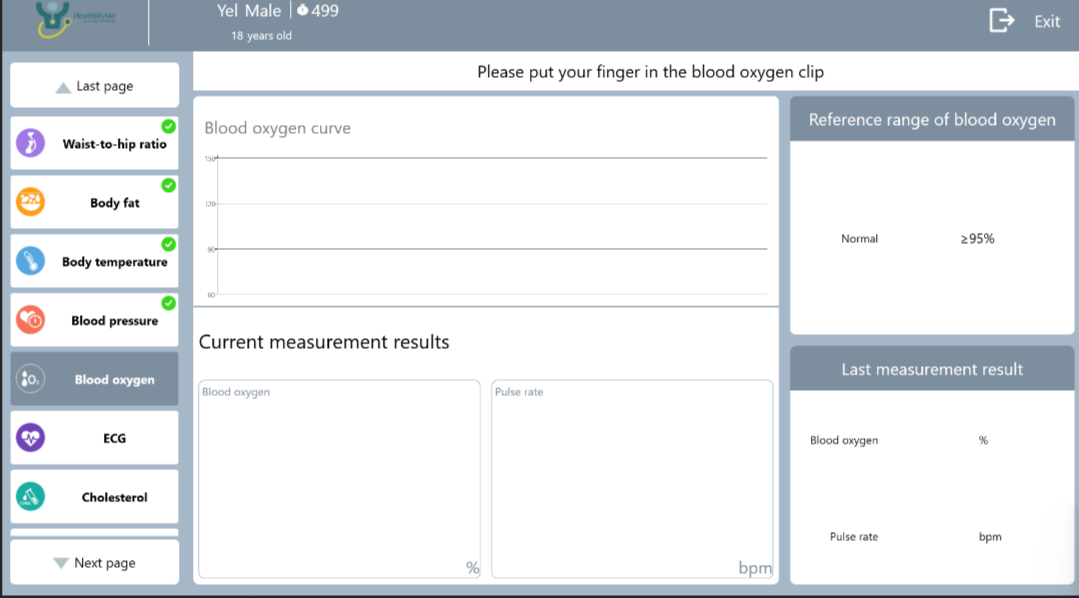 HealthifyMe
Yel Male
499
18 years old
Exit
Last page
Waist-to-hip ratio
Body fat
Body temperature
Blood pressure
O₂
Blood oxygen
ECG
Cholesterol
Next page
Please put your finger in the blood oxygen clip
Blood oxygen curve
150
120
90
60
Current measurement results
Blood oxygen
%
Pulse rate
bpm
Reference range of blood oxygen
Normal ≥95%
Last measurement result
Blood oxygen %
Pulse rate bpm